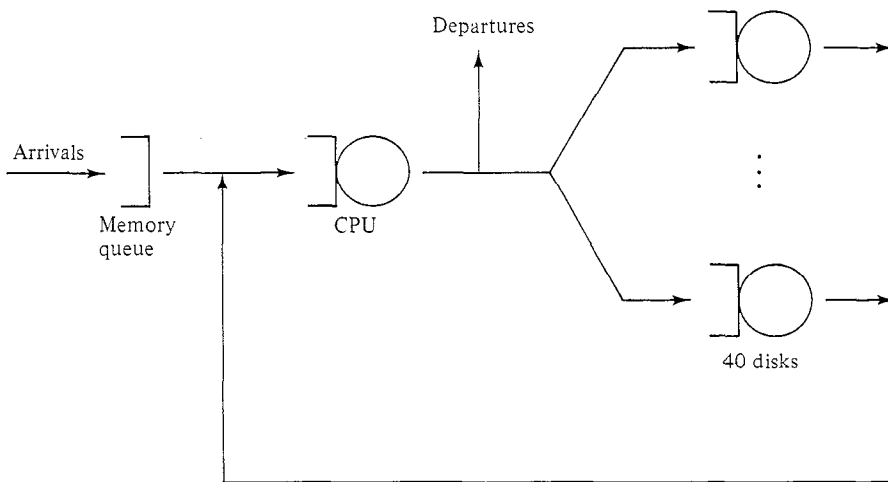 Departures
Arrivals
Memory
queue
CPU
40 disks